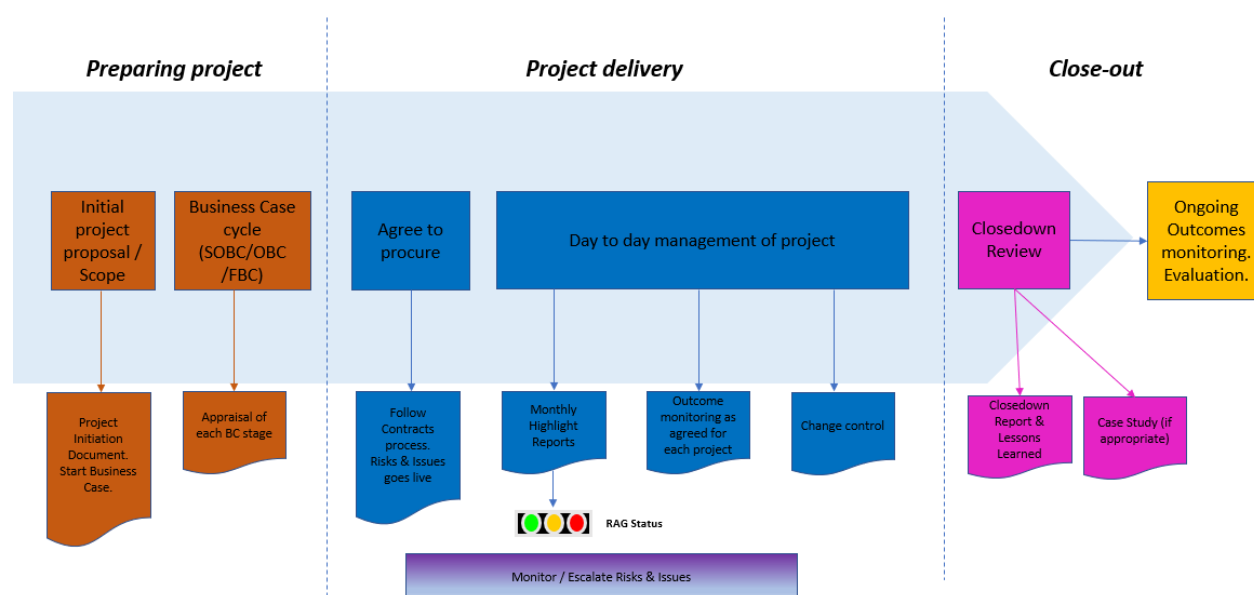 Preparing project
Project delivery
Close-out
Initial
project
proposal /
Scope
Business Case
cycle
(SOBC/OBC
/FBC)
Agree to
procure
Day to day management of project
Closedown
Review
Ongoing
Outcomes
monitoring.
Evaluation.
Project
Initiation
Document.
Start Business
Case.
Appraisal of
each BC stage
Follow
Contracts
process.
Risks & Issues
goes live
Monthly
Highlight
Reports
Outcome
monitoring as
agreed for
each project
Change control
Closedown
Report &
Lessons
Learned
Case Study (if
appropriate)
RAG Status
Monitor / Escalate Risks & Issues